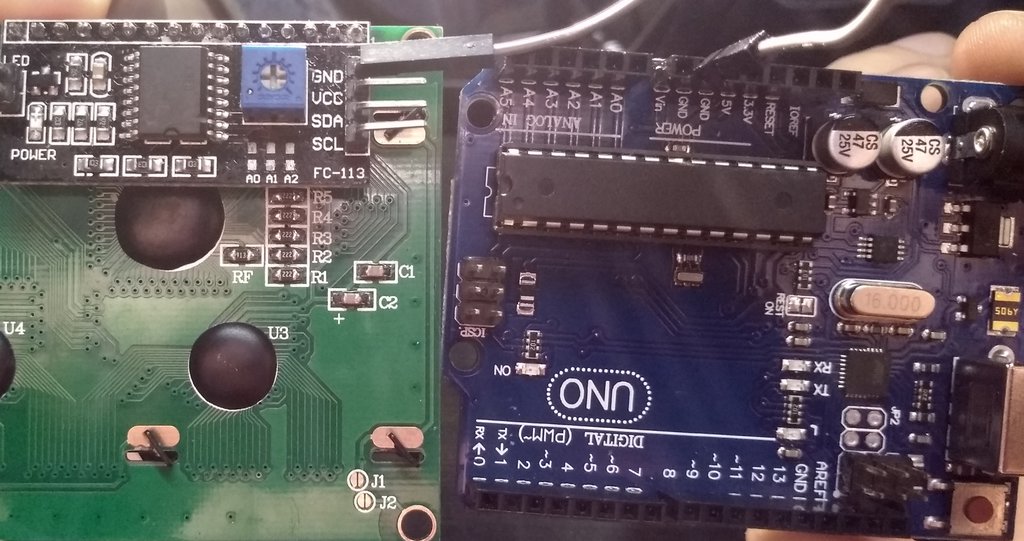 LED
POWER
GND
VCC
SDA
SCL
A0 A1 A2
FC-113
R5
R4
R3
R2
R1
RF
C1
C2
+
U4
U3
J1
J2
A5
A4
A3
A2
A1
A0
ANALOG IN
Vin
GND
GND
5V
3.3V
RESET
IOREF
POWER
CS
47
25V
CS
47
25V
16.000
506Y
ICSP
ON
RX
TX
L
JP2
UNO
DIGITAL (PWM~)
RX←0
TX→1
2
~3
4
~5
~6
7
8
~9
~10
~11
12
13
GND
AREF